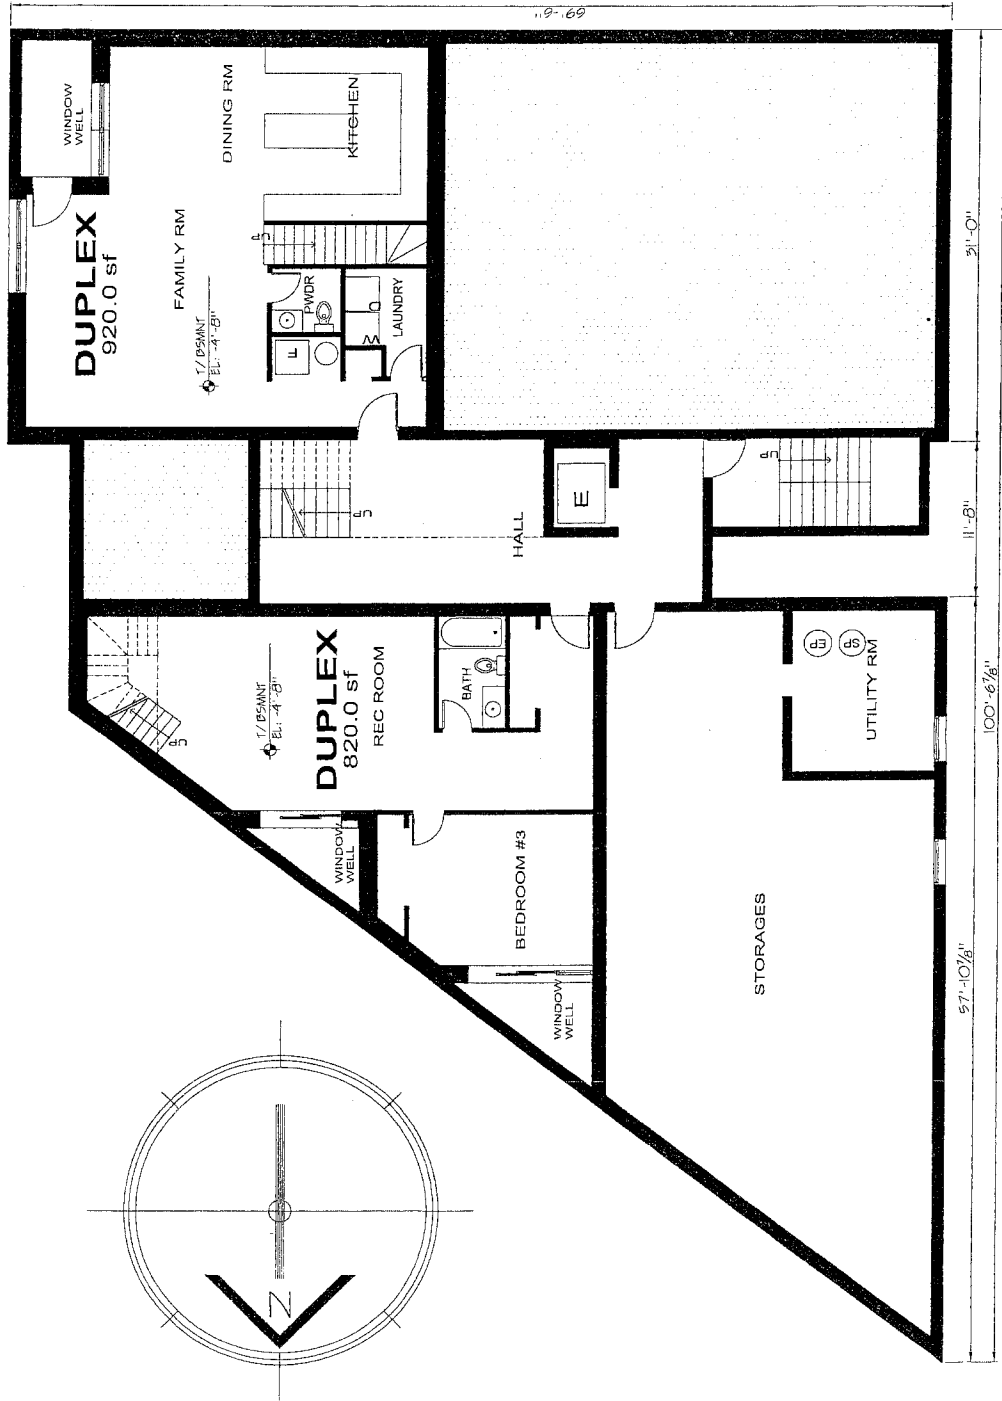 69'-6"
WINDOW
WELL
DINING RM
KITCHEN
DUPLEX
920.0 sf
FAMILY RM
UP
T/BSMNT
EL: -4'-8"
PWDR
F
W
D
LAUNDRY
31'-0"
UP
HALL
E
UP
11'-8"
UP
T/BSMNT
EL: -4'-8"
DUPLEX
820.0 sf
REC ROOM
BATH
EP
SP
UTILITY RM
100'-6⅞"
WINDOW
WELL
BEDROOM #3
WINDOW
WELL
STORAGES
57'-10⅞"
N